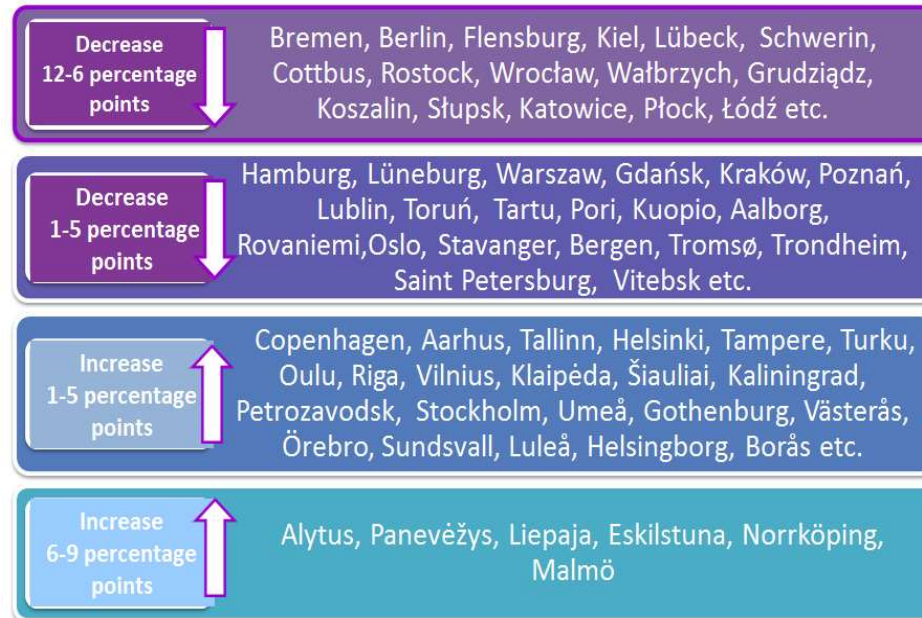 Decrease
12-6 percentage
points
Bremen, Berlin, Flensburg, Kiel, Lübeck, Schwerin,
Cottbus, Rostock, Wrocław, Wałbrzych, Grudziądz,
Koszalin, Słupsk, Katowice, Płock, Łódź etc.
Decrease
1-5 percentage
points
Hamburg, Lüneburg, Warszaw, Gdańsk, Kraków, Poznań,
Lublin, Toruń, Tartu, Pori, Kuopio, Aalborg,
Rovaniemi,Oslo, Stavanger, Bergen, Tromsø, Trondheim,
Saint Petersburg, Vitebsk etc.
Increase
1-5 percentage
points
Copenhagen, Aarhus, Tallinn, Helsinki, Tampere, Turku,
Oulu, Riga, Vilnius, Klaipėda, Šiauliai, Kaliningrad,
Petrozavodsk, Stockholm, Umeå, Gothenburg, Västerås,
Örebro, Sundsvall, Luleå, Helsingborg, Borås etc.
Increase
6-9 percentage
points
Alytus, Panevėžys, Liepaja, Eskilstuna, Norrköping,
Malmö